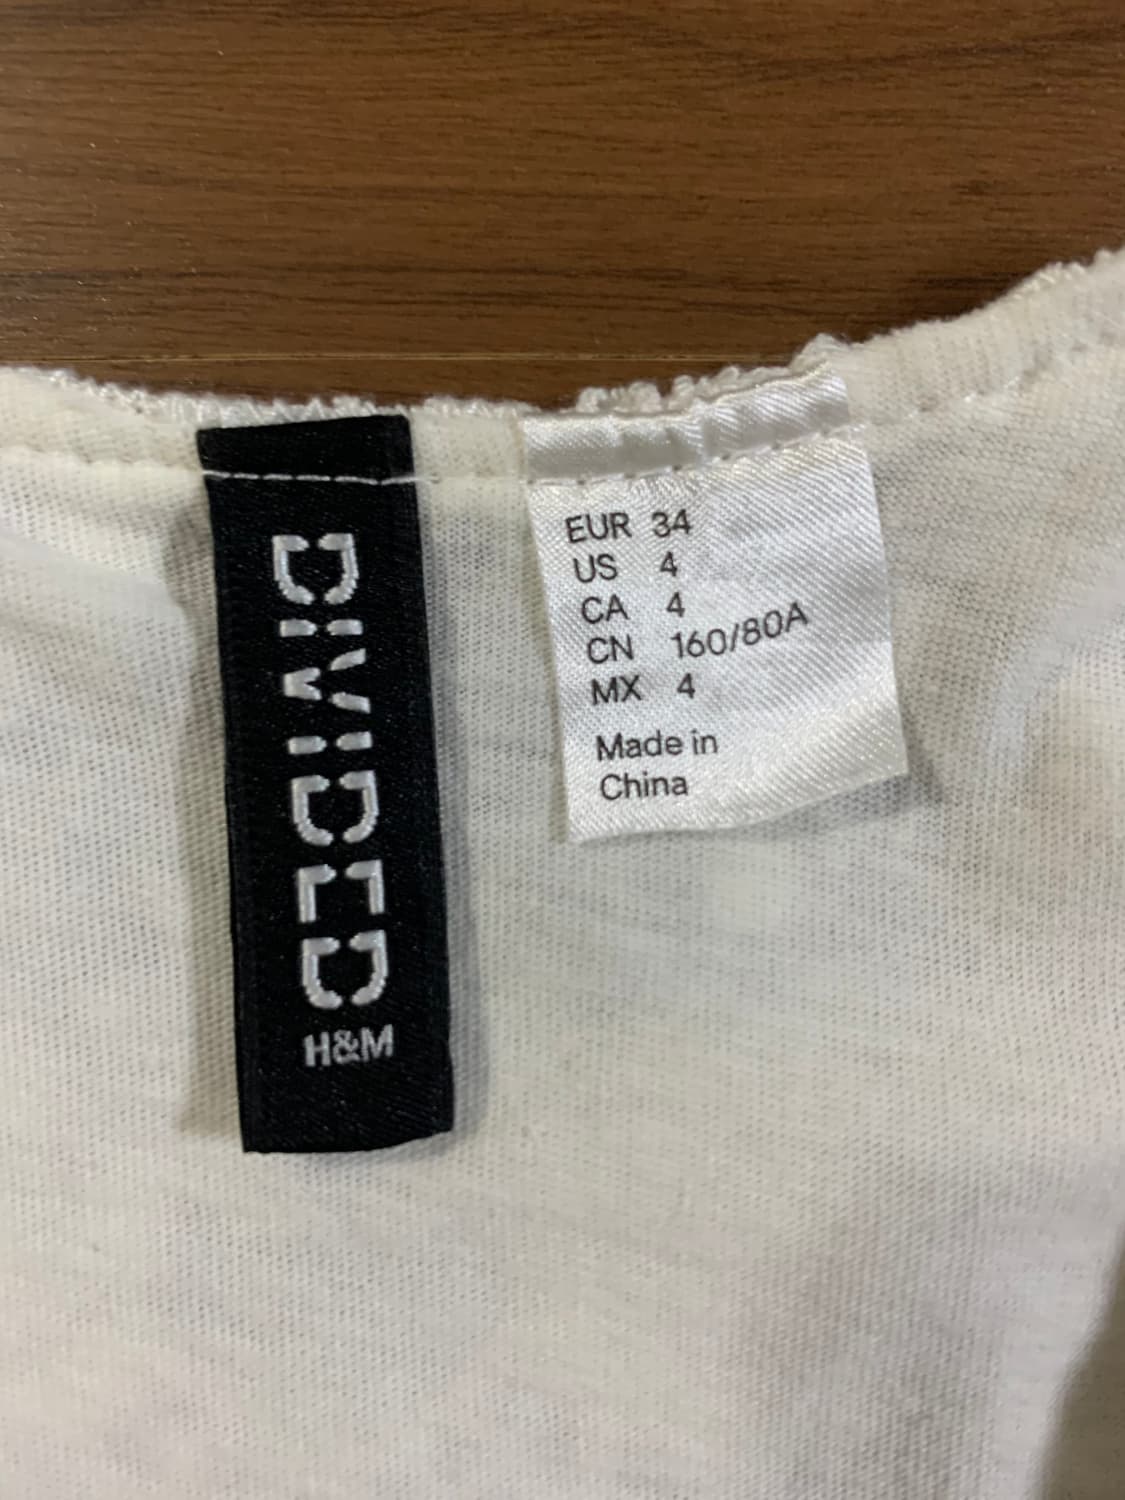 DIVIDED
H&M
EUR 34
US 4
CA 4
CN 160/80A
MX 4
Made in
China